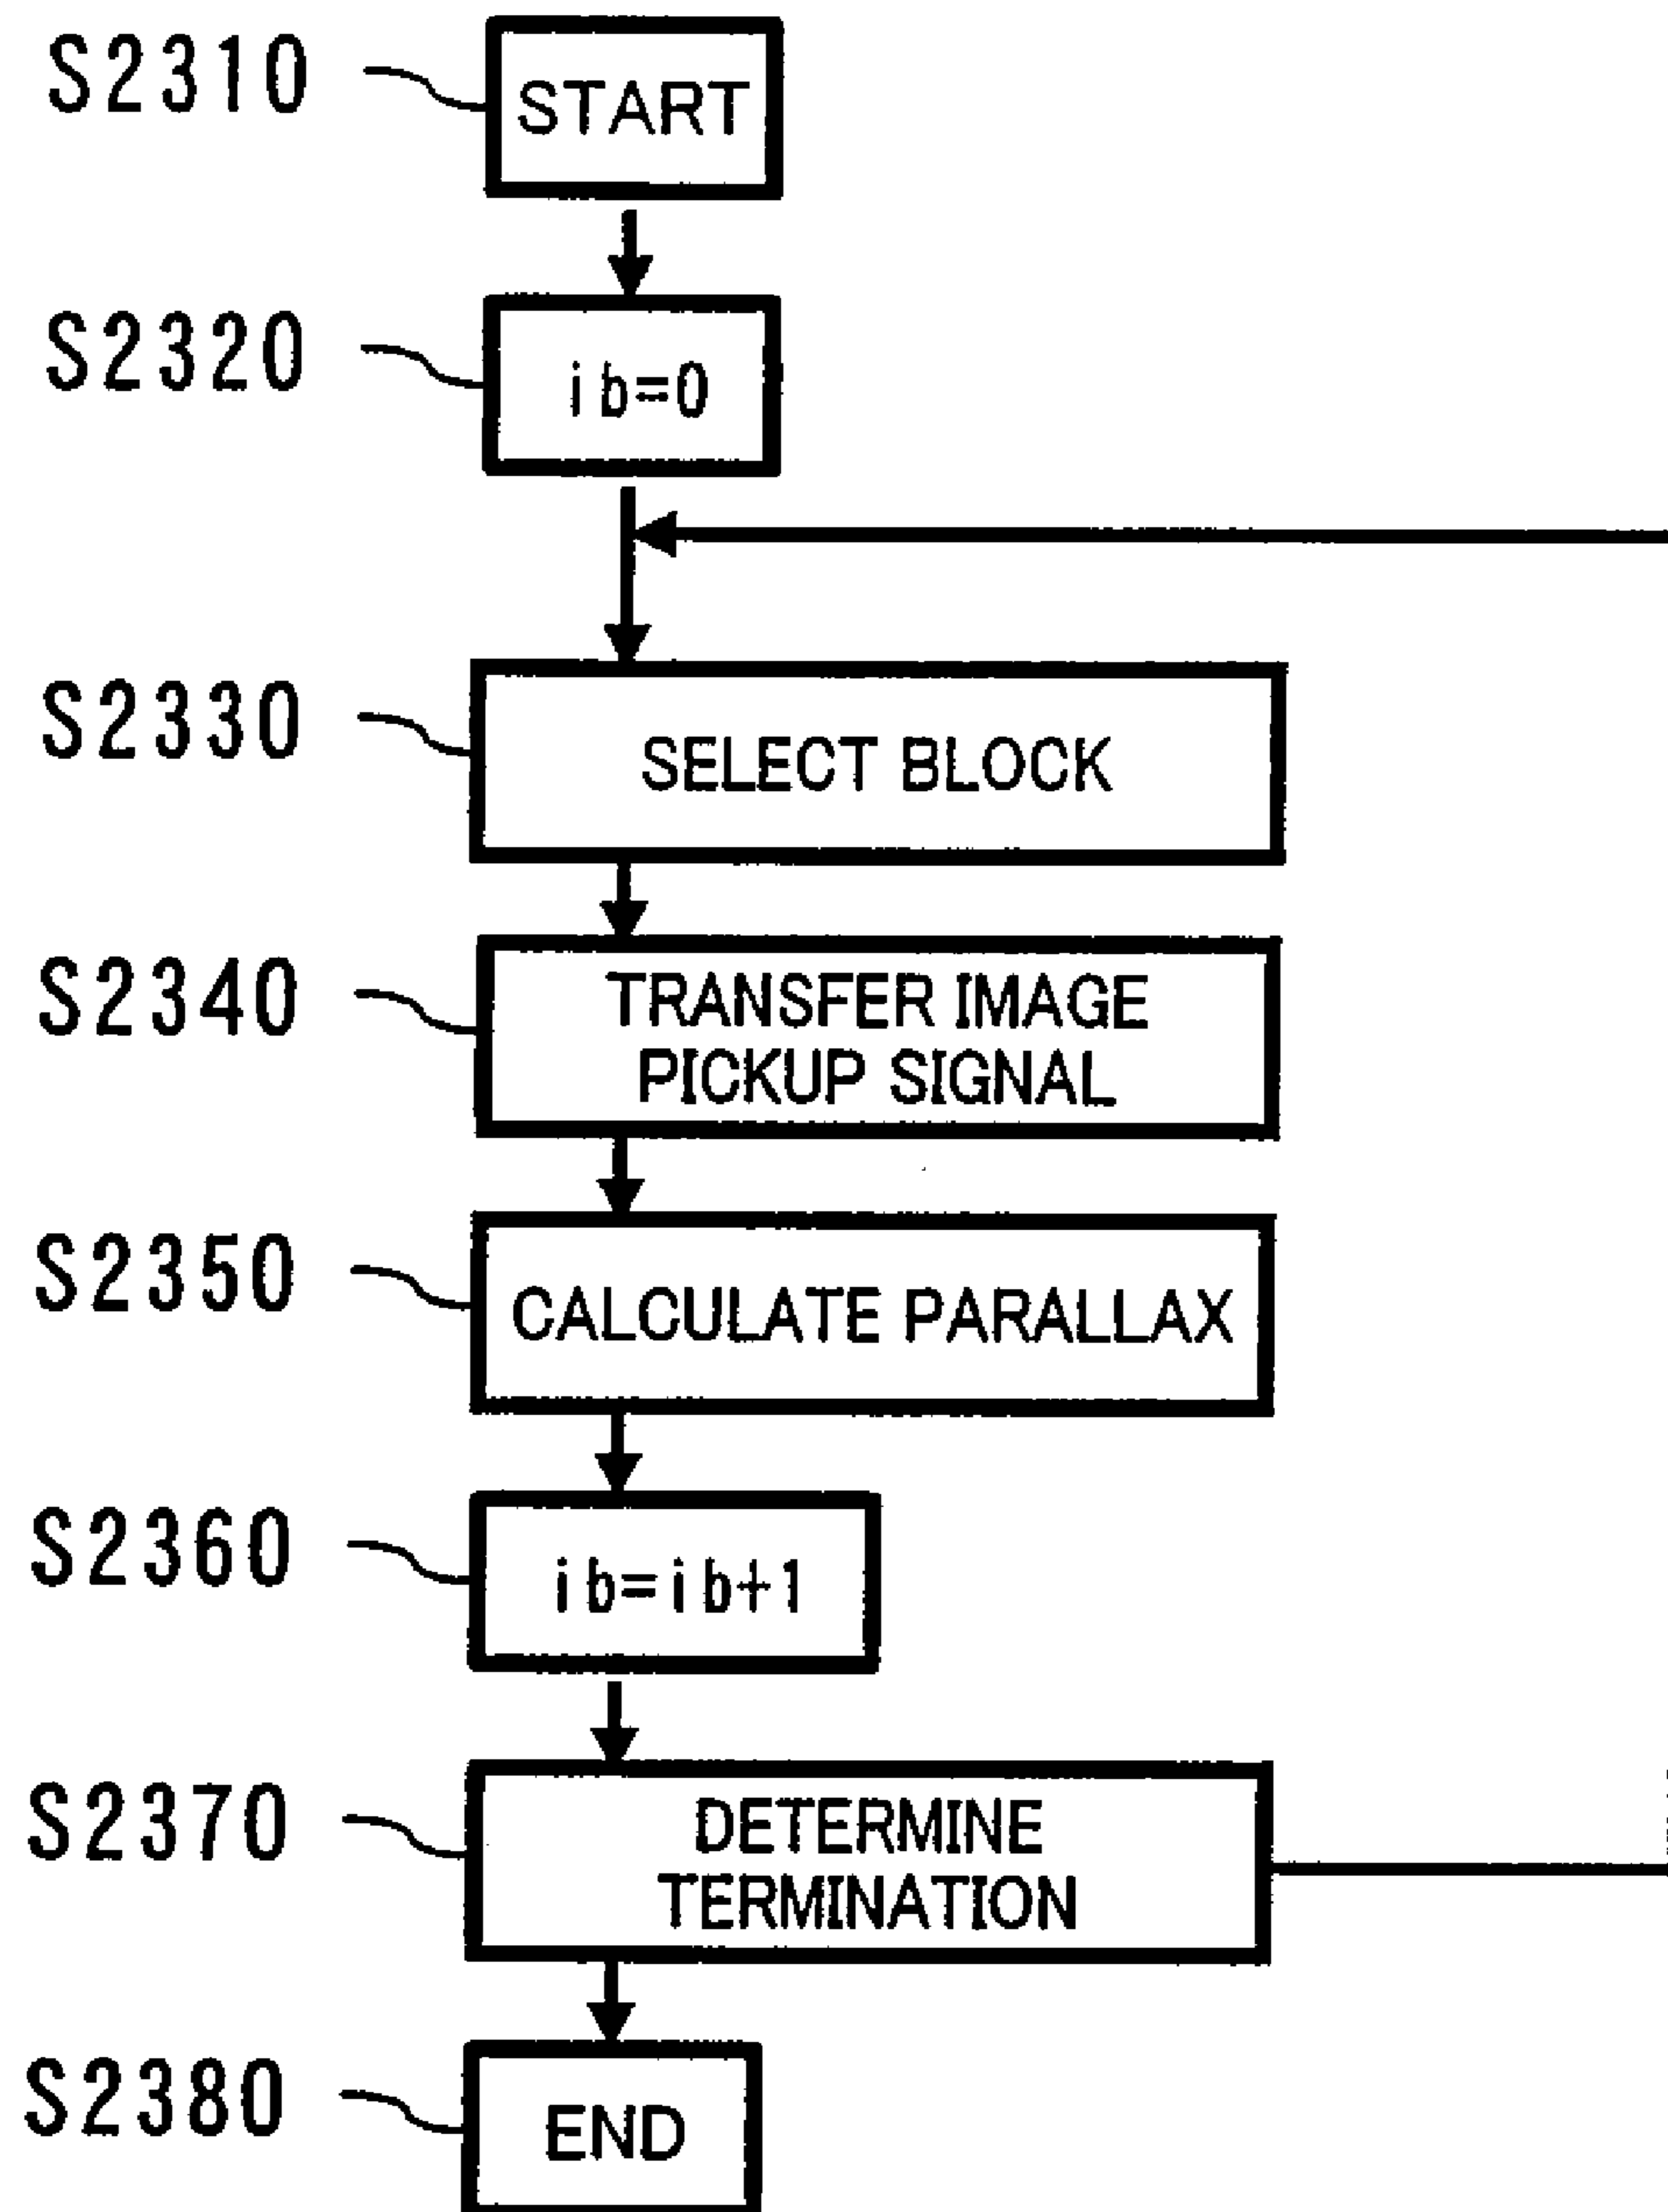 S2310
START
S2320
ib=0
S2330
SELECT BLOCK
S2340
TRANSFER IMAGE
PICKUP SIGNAL
S2350
CALCULATE PARALLAX
S2360
ib=ib+1
S2370
DETERMINE
TERMINATION
S2380
END